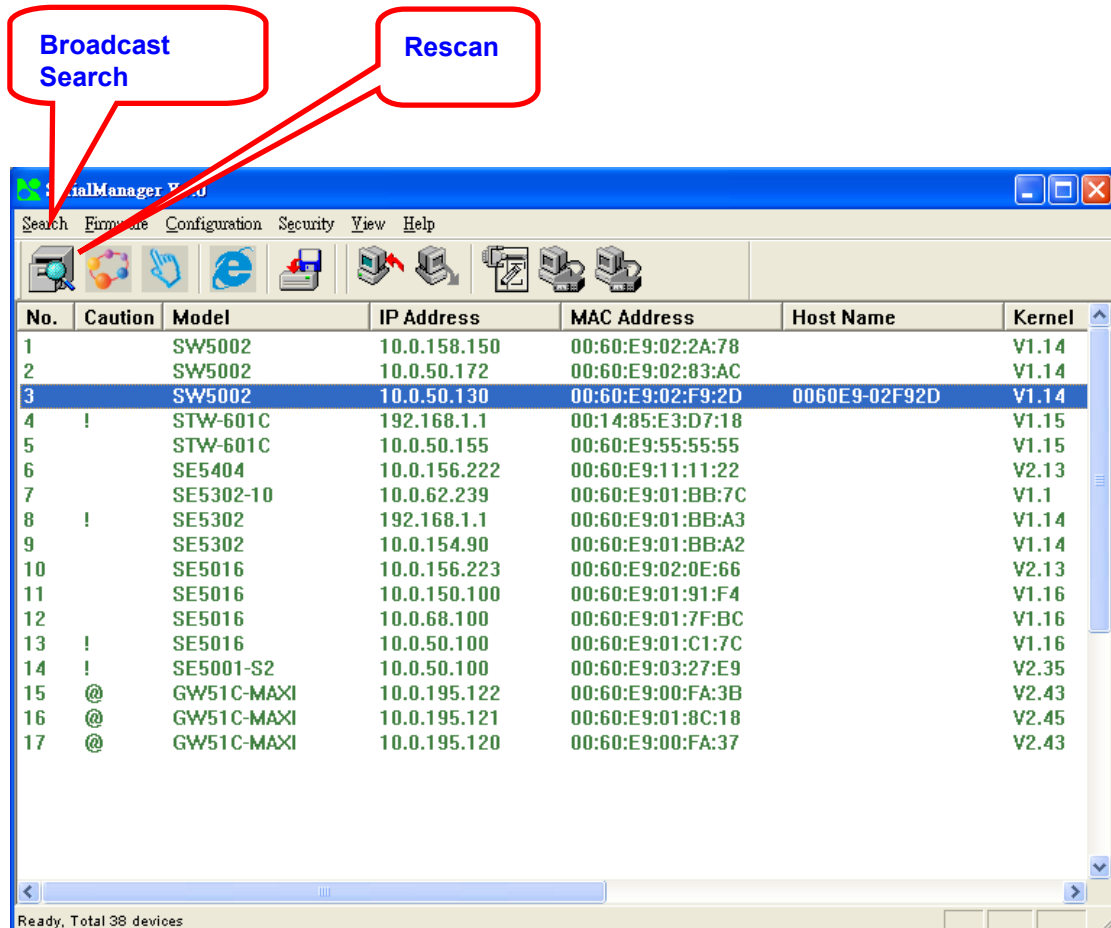 Broadcast
Search
Rescan
ialManager
Search Firmware Configuration Security View Help
No. Caution Model IP Address MAC Address Host Name Kernel
1 SW5002 10.0.158.150 00:60:E9:02:2A:78 V1.14
2 SW5002 10.0.50.172 00:60:E9:02:83:AC V1.14
3 SW5002 10.0.50.130 00:60:E9:02:F9:2D 0060E9-02F92D V1.14
4 ! STW-601C 192.168.1.1 00:14:85:E3:D7:18 V1.15
5 STW-601C 10.0.50.155 00:60:E9:55:55:55 V1.15
6 SE5404 10.0.156.222 00:60:E9:11:11:22 V2.13
7 SE5302-10 10.0.62.239 00:60:E9:01:BB:7C V1.1
8 ! SE5302 192.168.1.1 00:60:E9:01:BB:A3 V1.14
9 SE5302 10.0.154.90 00:60:E9:01:BB:A2 V1.14
10 SE5016 10.0.156.223 00:60:E9:02:0E:66 V2.13
11 SE5016 10.0.150.100 00:60:E9:01:91:F4 V1.16
12 SE5016 10.0.68.100 00:60:E9:01:7F:BC V1.16
13 ! SE5016 10.0.50.100 00:60:E9:01:C1:7C V1.16
14 ! SE5001-S2 10.0.50.100 00:60:E9:03:27:E9 V2.35
15 @ GW51C-MAXI 10.0.195.122 00:60:E9:00:FA:3B V2.43
16 @ GW51C-MAXI 10.0.195.121 00:60:E9:01:8C:18 V2.45
17 @ GW51C-MAXI 10.0.195.120 00:60:E9:00:FA:37 V2.43
Ready, Total 38 devices